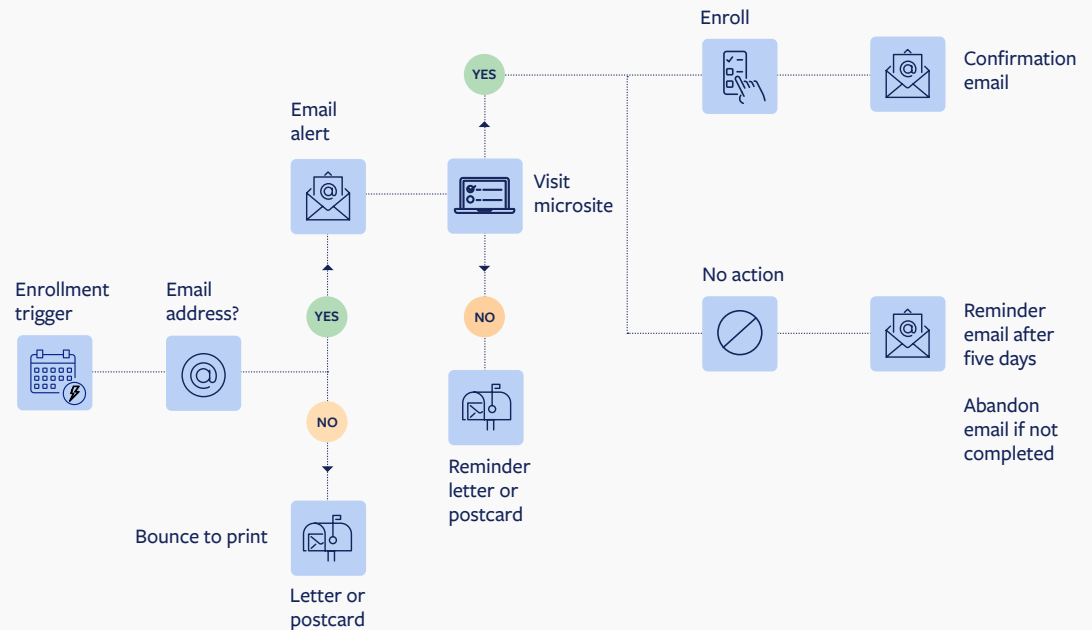 Enroll
Confirmation
email
YES
Email
alert
Visit
microsite
Enrollment
trigger
Email
address?
YES
NO
No action
Reminder
email after
five days
Abandon
email if not
completed
NO
Reminder
letter or
postcard
Bounce to print
Letter or
postcard